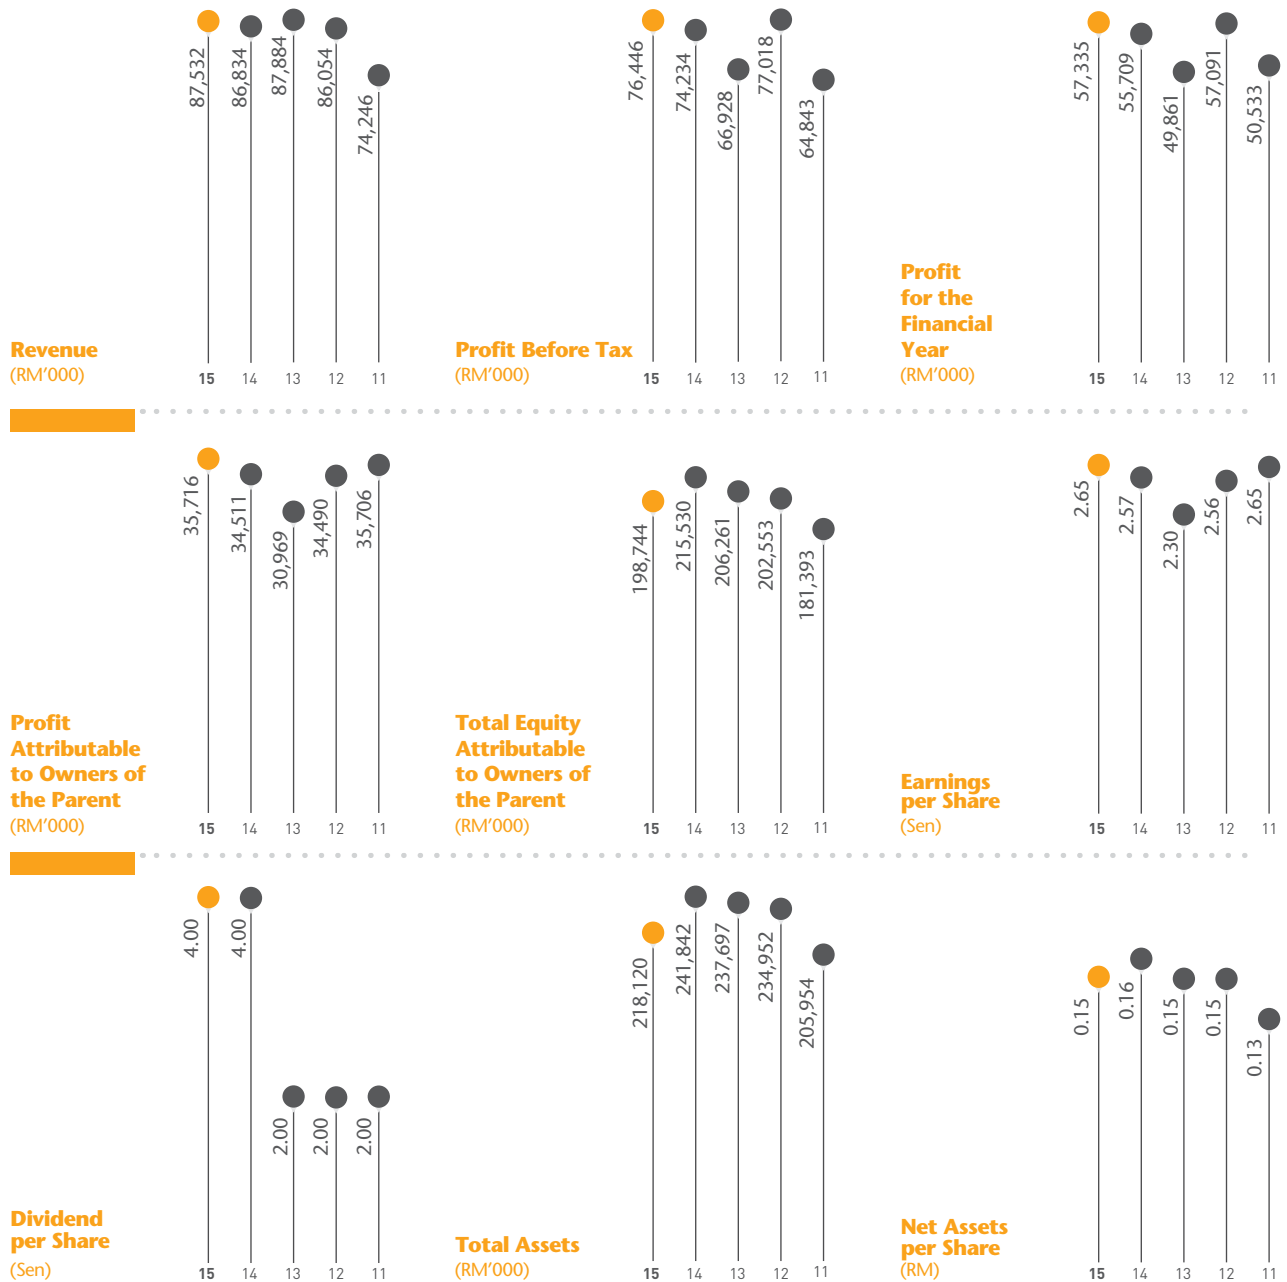 87,532
86,834
87,884
86,054
74,246
Revenue
(RM'000)
15 14 13 12 11
76,446
74,234
66,928
77,018
64,843
Profit Before Tax
(RM'000)
15 14 13 12 11
57,335
55,709
49,861
57,091
50,533
Profit
for the
Financial
Year
(RM'000)
15 14 13 12 11
35,716
34,511
30,969
34,490
35,706
Profit
Attributable
to Owners of
the Parent
(RM'000)
15 14 13 12 11
198,744
215,530
206,261
202,553
181,393
Total Equity
Attributable
to Owners of
the Parent
(RM'000)
15 14 13 12 11
2.65
2.57
2.30
2.56
2.65
Earnings
per Share
(Sen)
15 14 13 12 11
4.00
4.00
2.00
2.00
2.00
Dividend
per Share
(Sen)
15 14 13 12 11
218,120
241,842
237,697
234,952
205,954
Total Assets
(RM'000)
15 14 13 12 11
0.15
0.16
0.15
0.15
0.13
Net Assets
per Share
(RM)
15 14 13 12 11